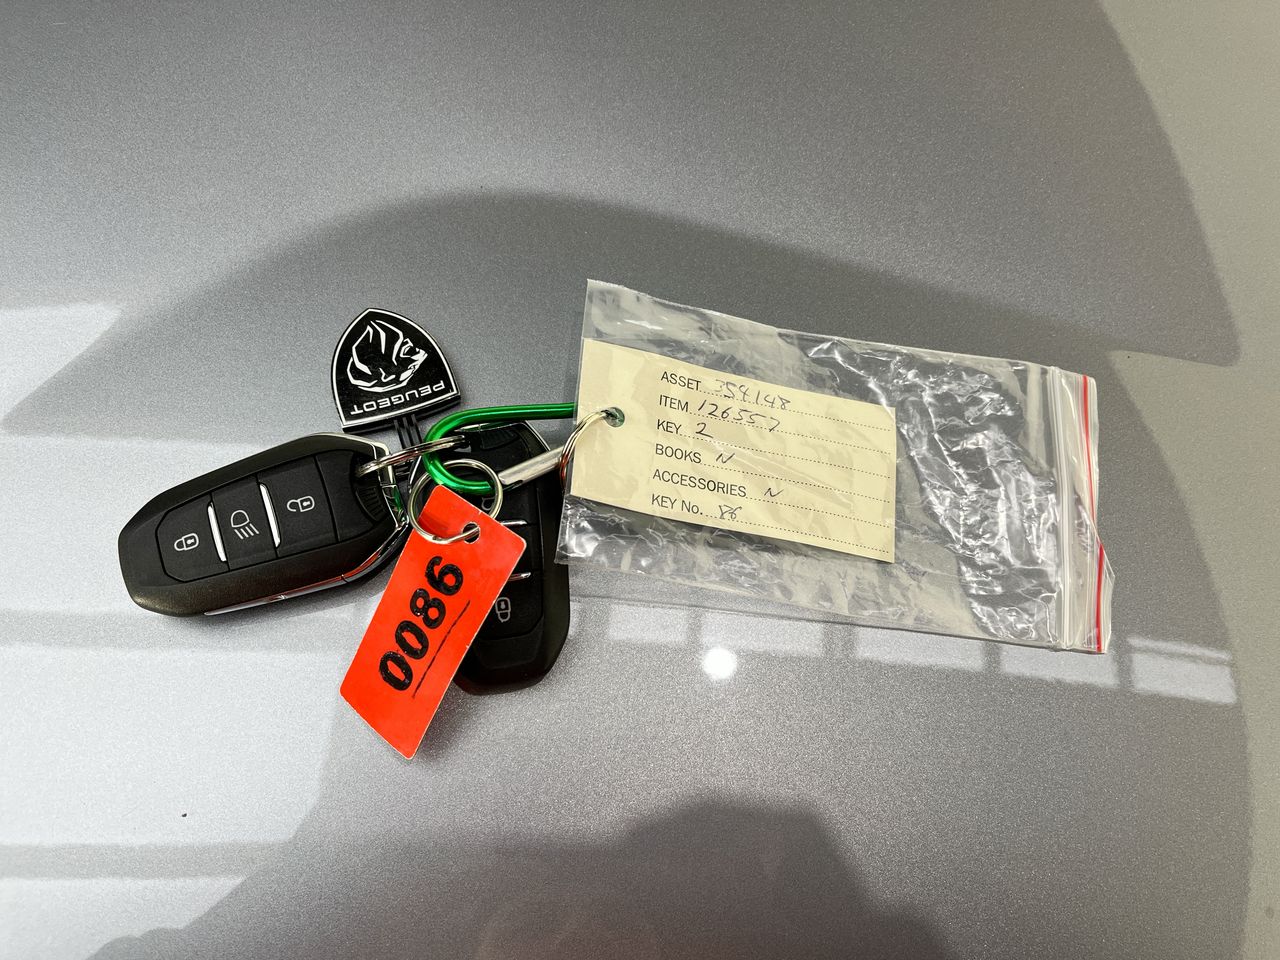 PEUGEOT
ASSET 354148
ITEM 126557
KEY 2
BOOKS N
ACCESSORIES N
KEY No. 86
0086